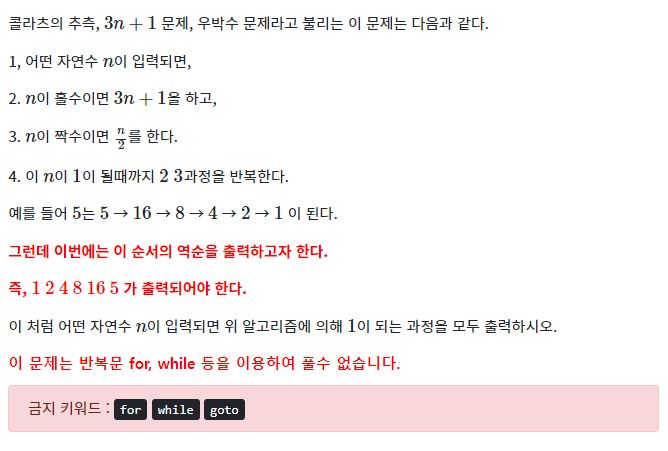 콜라츠의 추측, 3n + 1 문제, 우박수 문제라고 불리는 이 문제는 다음과 같다.
1, 어떤 자연수 n이 입력되면,
2. n이 홀수이면 3n + 1을 하고,
3. n이 짝수이면 n/2를 한다.
4. 이 n이 1이 될때까지 2 3과정을 반복한다.
예를 들어 5는 5 → 16 → 8 → 4 → 2 → 1 이 된다.
그런데 이번에는 이 순서의 역순을 출력하고자 한다.
즉, 1 2 4 8 16 5 가 출력되어야 한다.
이 처럼 어떤 자연수 n이 입력되면 위 알고리즘에 의해 1이 되는 과정을 모두 출력하시오.
이 문제는 반복문 for, while 등을 이용하여 풀수 없습니다.
금지 키워드 : for while goto